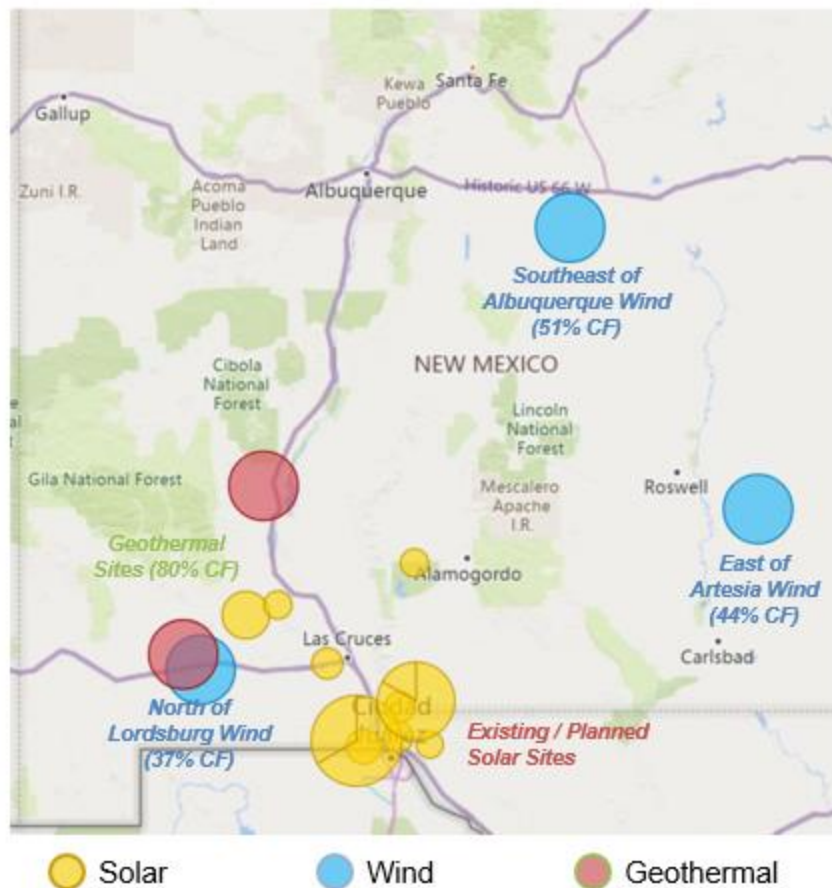 Santa Fe
Kewa
Pueblo
Gallup
Albuquerque
Historic US 66 W
Zuni I.R.
Acoma
Pueblo
Indian
Land
Southeast of
Albuquerque Wind
(51% CF)
NEW MEXICO
Cibola
National
Forest
Lincoln
National
Forest
Gila National Forest
Roswell
Mescalero
Apache
I.R.
Geothermal
Sites (80% CF)
Alamogordo
East of
Artesia Wind
(44% CF)
Las Cruces
Carlsbad
North of
Lordsburg Wind
(37% CF)
Ciudad
Existing / Planned
Solar Sites
Solar
Wind
Geothermal